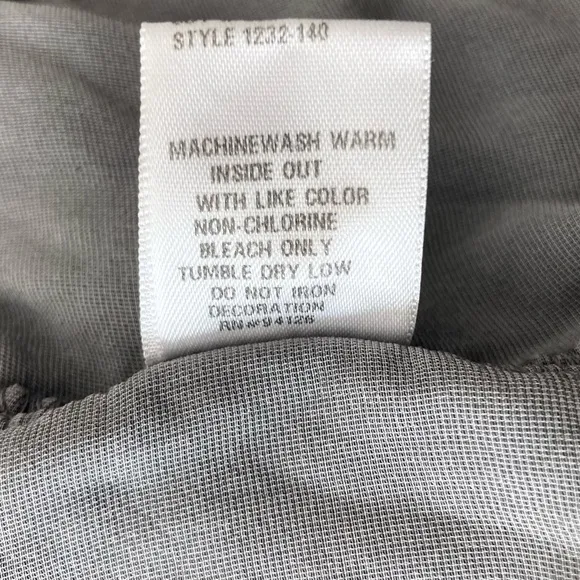 STYLE 1232-140
MACHINEWASH WARM
INSIDE OUT
WITH LIKE COLOR
NON-CHLORINE
BLEACH ONLY
TUMBLE DRY LOW
DO NOT IRON
DECORATION
RN№94126